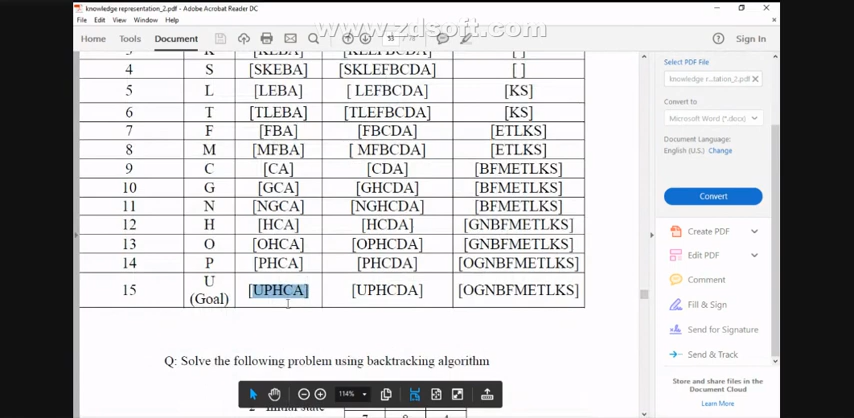 knowledge representation_2.pdf - Adobe Acrobat Reader DC
File Edit View Window Help
www.zdsoft.com
Home Tools Document Sign In
4 S [SKEBA] [SKLEFBCDA] [ ]
5 L [LEBA] [ LEFBCDA] [KS]
6 T [TLEBA] [TLEFBCDA] [KS]
7 F [FBA] [FBCDA] [ETLKS]
8 M [MFBA] [ MFBCDA] [ETLKS]
9 C [CA] [CDA] [BFMETLKS]
10 G [GCA] [GHCDA] [BFMETLKS]
11 N [NGCA] [NGHCDA] [BFMETLKS]
12 H [HCA] [HCDA] [GNBFMETLKS]
13 O [OHCA] [OPHCDA] [GNBFMETLKS]
14 P [PHCA] [PHCDA] [OGNBFMETLKS]
15 U (Goal) [UPHCA] [UPHCDA] [OGNBFMETLKS]
Q: Solve the following problem using backtracking algorithm
114%
Select PDF File
knowledge r...tation_2.pdf
Convert to
Microsoft Word (*.docx)
Document Language:
English (U.S.) Change
Convert
Create PDF
Edit PDF
Comment
Fill & Sign
Send for Signature
Send & Track
Store and share files in the
Document Cloud
Learn More